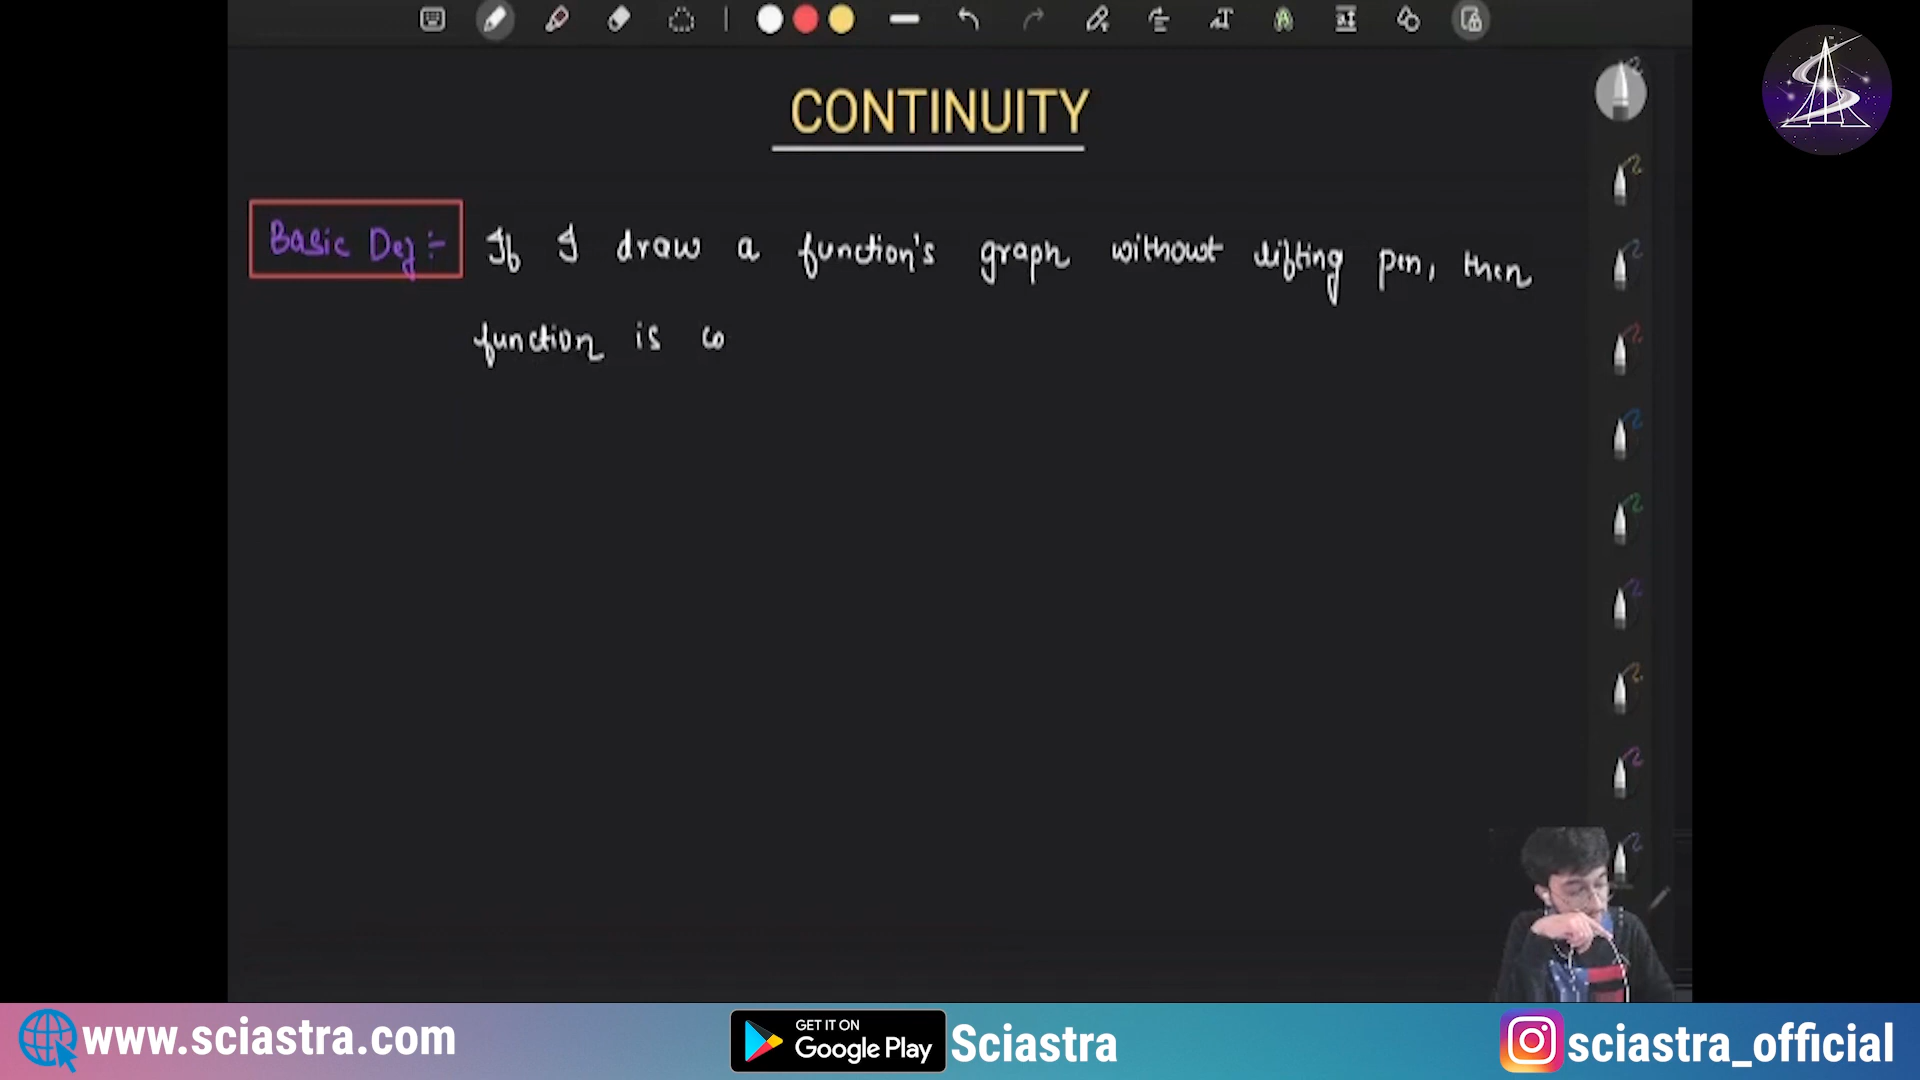 CONTINUITY
Basic Def :- If I draw a function's graph without lifting pen, then
function is co
www.sciastra.com
GET IT ON
Google Play
Sciastra
sciastra_official